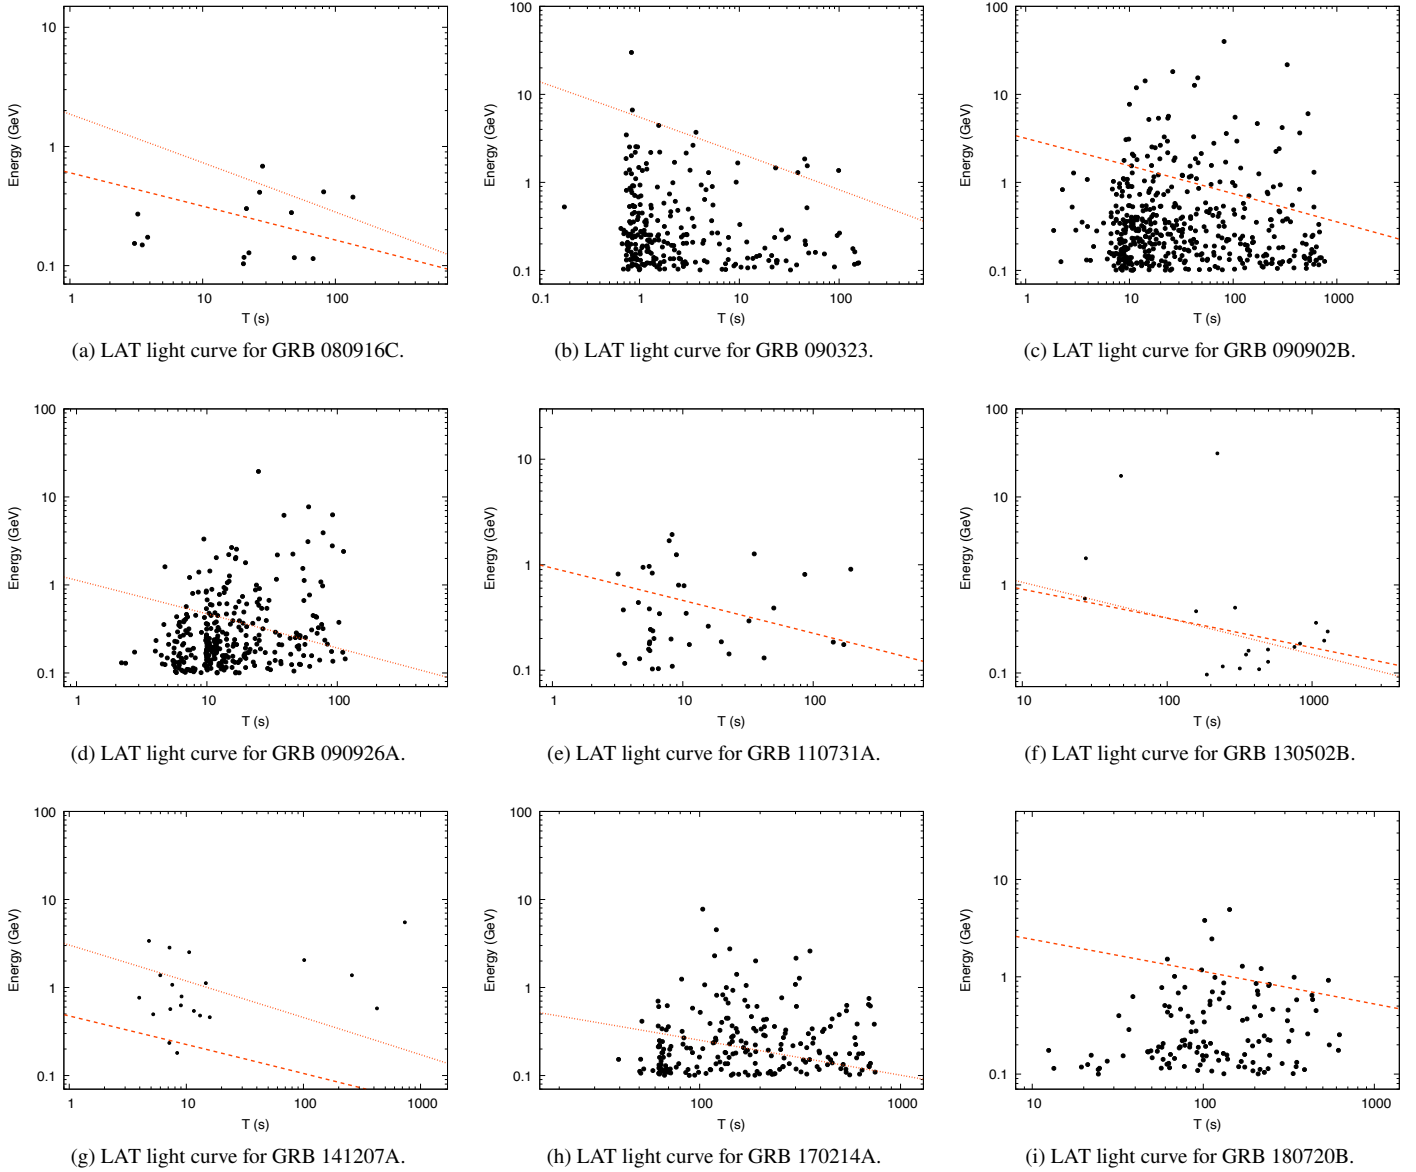 10
1
0.1
Energy (GeV)
1
10
100
T (s)
(a) LAT light curve for GRB 080916C.
100
10
1
0.1
Energy (GeV)
0.1
1
10
100
T (s)
(b) LAT light curve for GRB 090323.
100
10
1
0.1
Energy (GeV)
1
10
100
1000
T (s)
(c) LAT light curve for GRB 090902B.
100
10
1
0.1
Energy (GeV)
1
10
100
T (s)
(d) LAT light curve for GRB 090926A.
10
1
0.1
Energy (GeV)
1
10
100
T (s)
(e) LAT light curve for GRB 110731A.
100
10
1
0.1
Energy (GeV)
10
100
1000
T (s)
(f) LAT light curve for GRB 130502B.
100
10
1
0.1
Energy (GeV)
1
10
100
1000
T (s)
(g) LAT light curve for GRB 141207A.
100
10
1
0.1
Energy (GeV)
100
1000
T (s)
(h) LAT light curve for GRB 170214A.
10
1
0.1
Energy (GeV)
10
100
1000
T (s)
(i) LAT light curve for GRB 180720B.